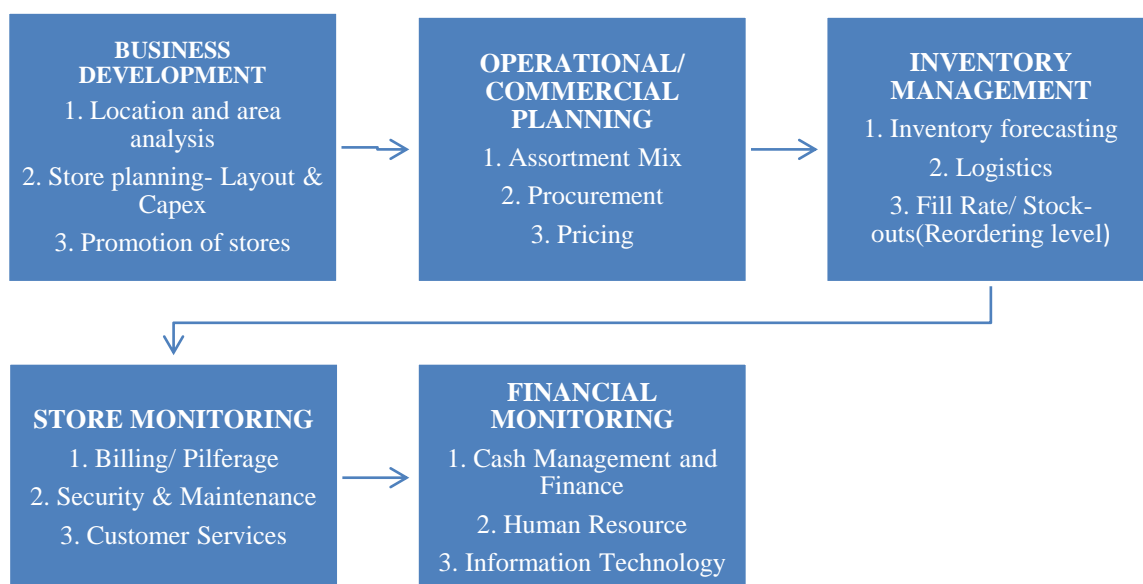 BUSINESS
DEVELOPMENT
1. Location and area
analysis
2. Store planning- Layout &
Capex
3. Promotion of stores
OPERATIONAL/
COMMERCIAL
PLANNING
1. Assortment Mix
2. Procurement
3. Pricing
INVENTORY
MANAGEMENT
1. Inventory forecasting
2. Logistics
3. Fill Rate/ Stock-
outs(Reordering level)
STORE MONITORING
1. Billing/ Pilferage
2. Security & Maintenance
3. Customer Services
FINANCIAL
MONITORING
1. Cash Management and
Finance
2. Human Resource
3. Information Technology